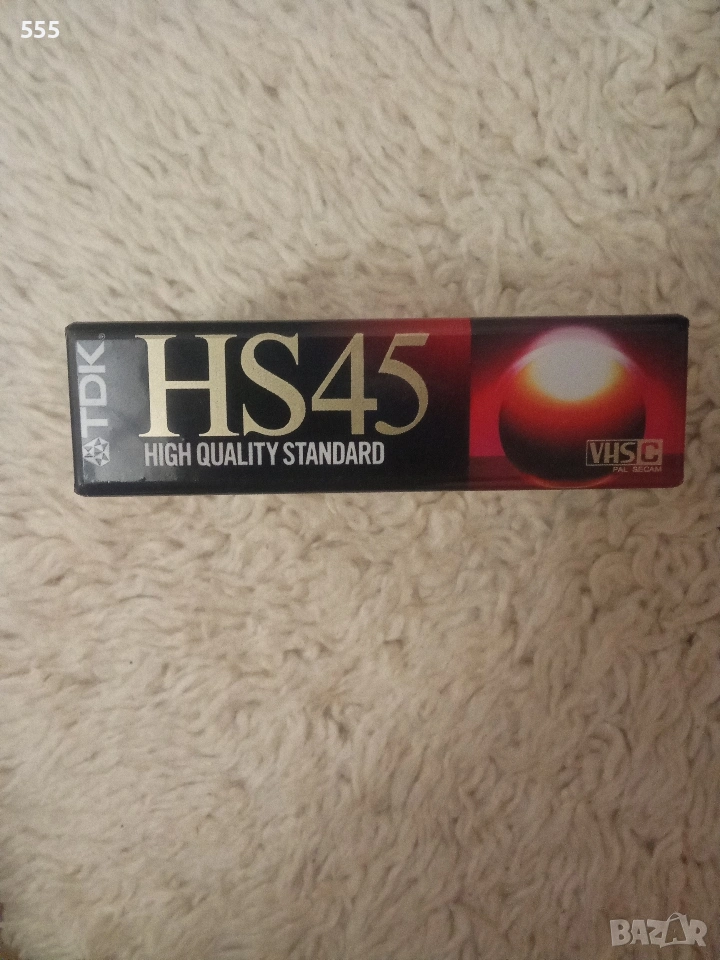 555
TDK
HS45
HIGH QUALITY STANDARD
VHS C
PAL SECAM
BAZAR